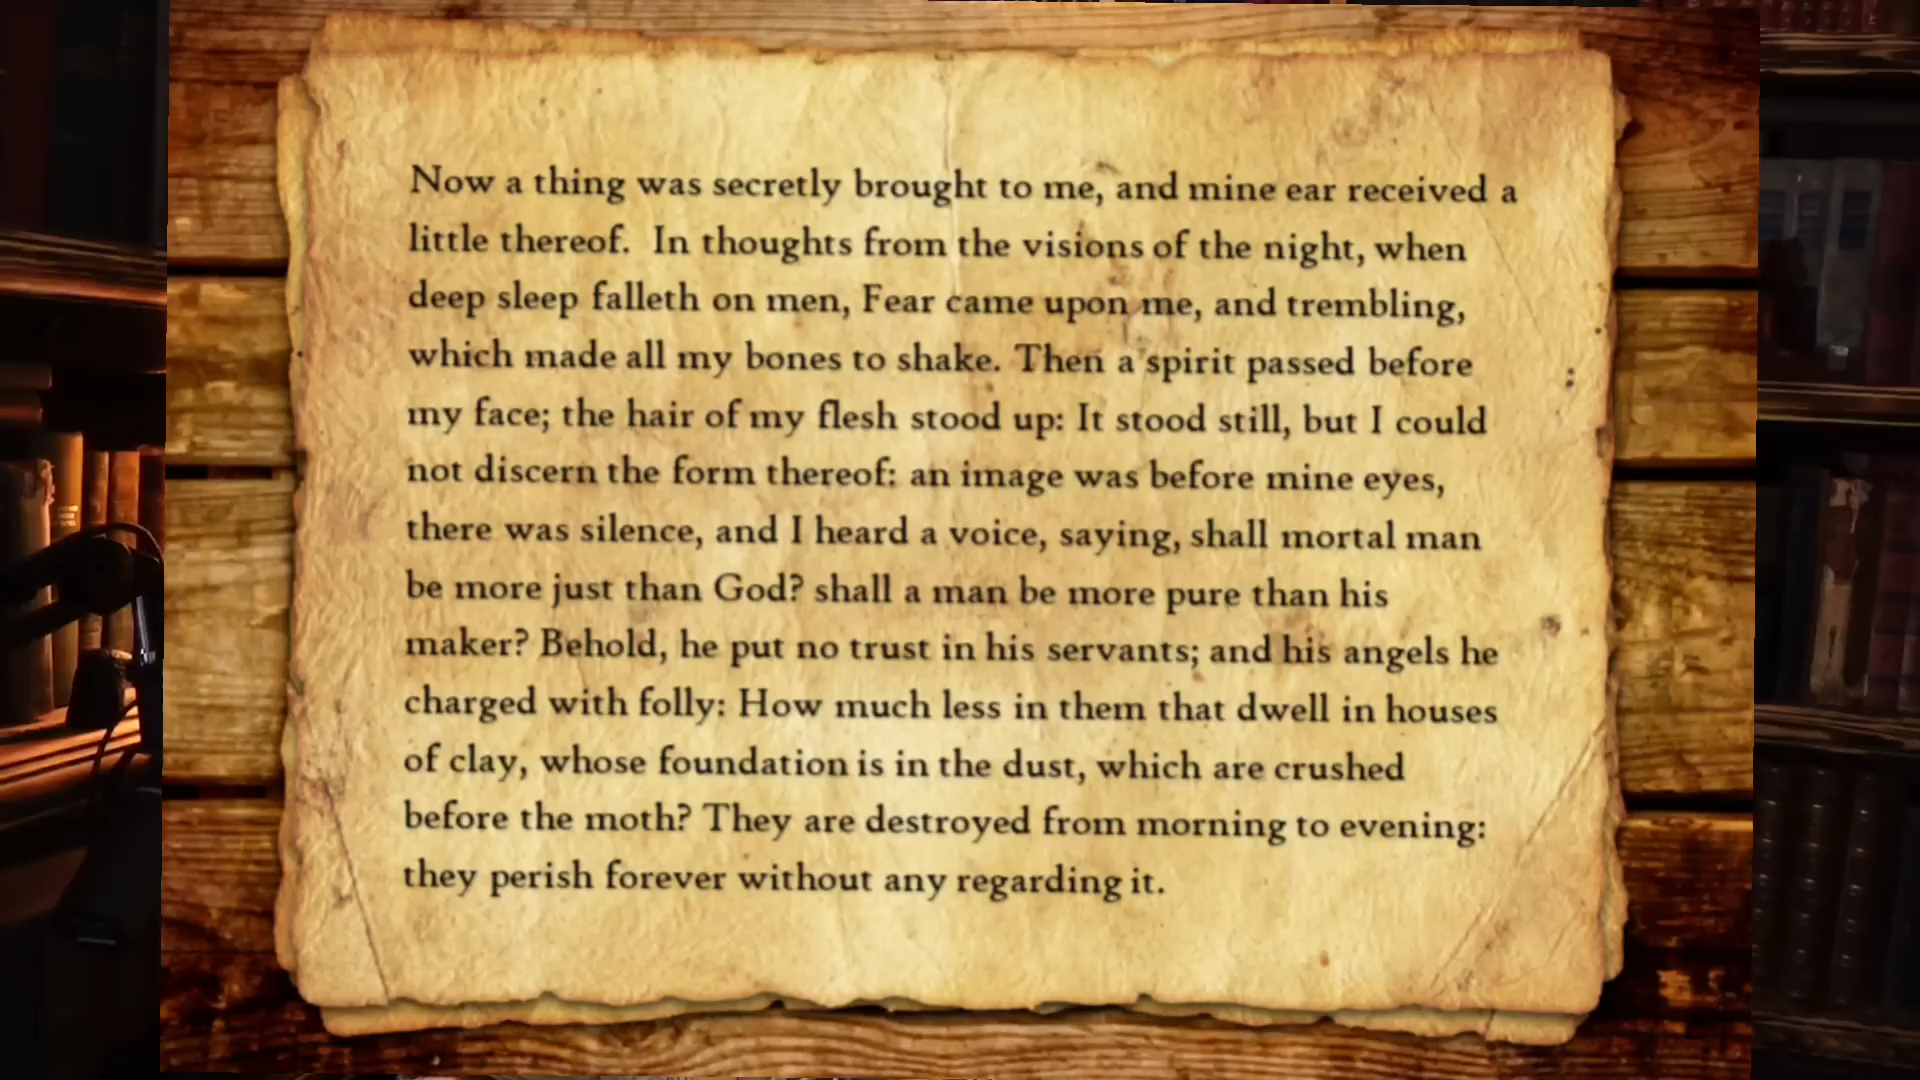 Now a thing was secretly brought to me, and mine ear received a
little thereof.  In thoughts from the visions of the night, when
deep sleep falleth on men, Fear came upon me, and trembling,
which made all my bones to shake. Then a spirit passed before
my face; the hair of my flesh stood up: It stood still, but I could
not discern the form thereof: an image was before mine eyes,
there was silence, and I heard a voice, saying, shall mortal man
be more just than God? shall a man be more pure than his
maker? Behold, he put no trust in his servants; and his angels he
charged with folly: How much less in them that dwell in houses
of clay, whose foundation is in the dust, which are crushed
before the moth? They are destroyed from morning to evening:
they perish forever without any regarding it.